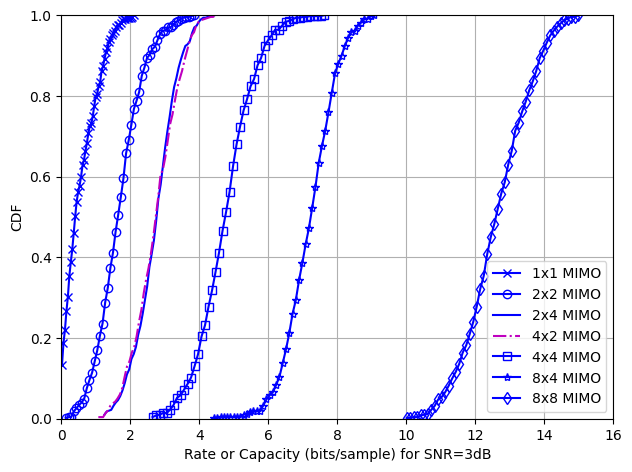 1.0
0.8
0.6
0.4
0.2
0.0
CDF
0 2 4 6 8 10 12 14 16
Rate or Capacity (bits/sample) for SNR=3dB
1x1 MIMO
2x2 MIMO
2x4 MIMO
4x2 MIMO
4x4 MIMO
8x4 MIMO
8x8 MIMO